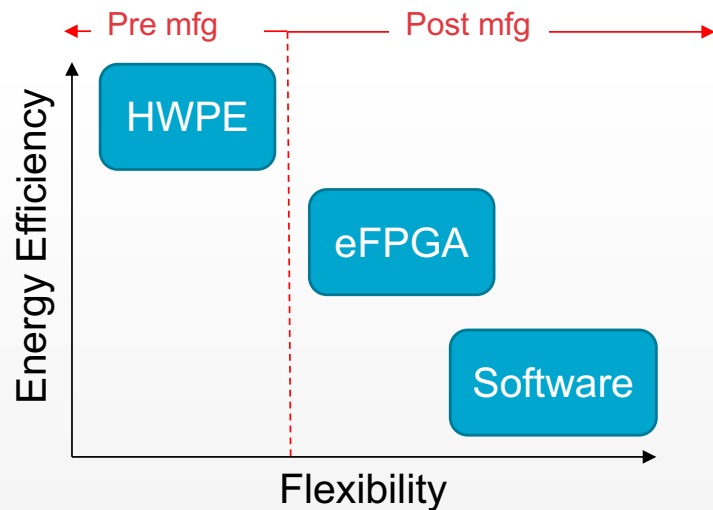 Pre mfg
Post mfg
HWPE
eFPGA
Software
Energy Efficiency
Flexibility